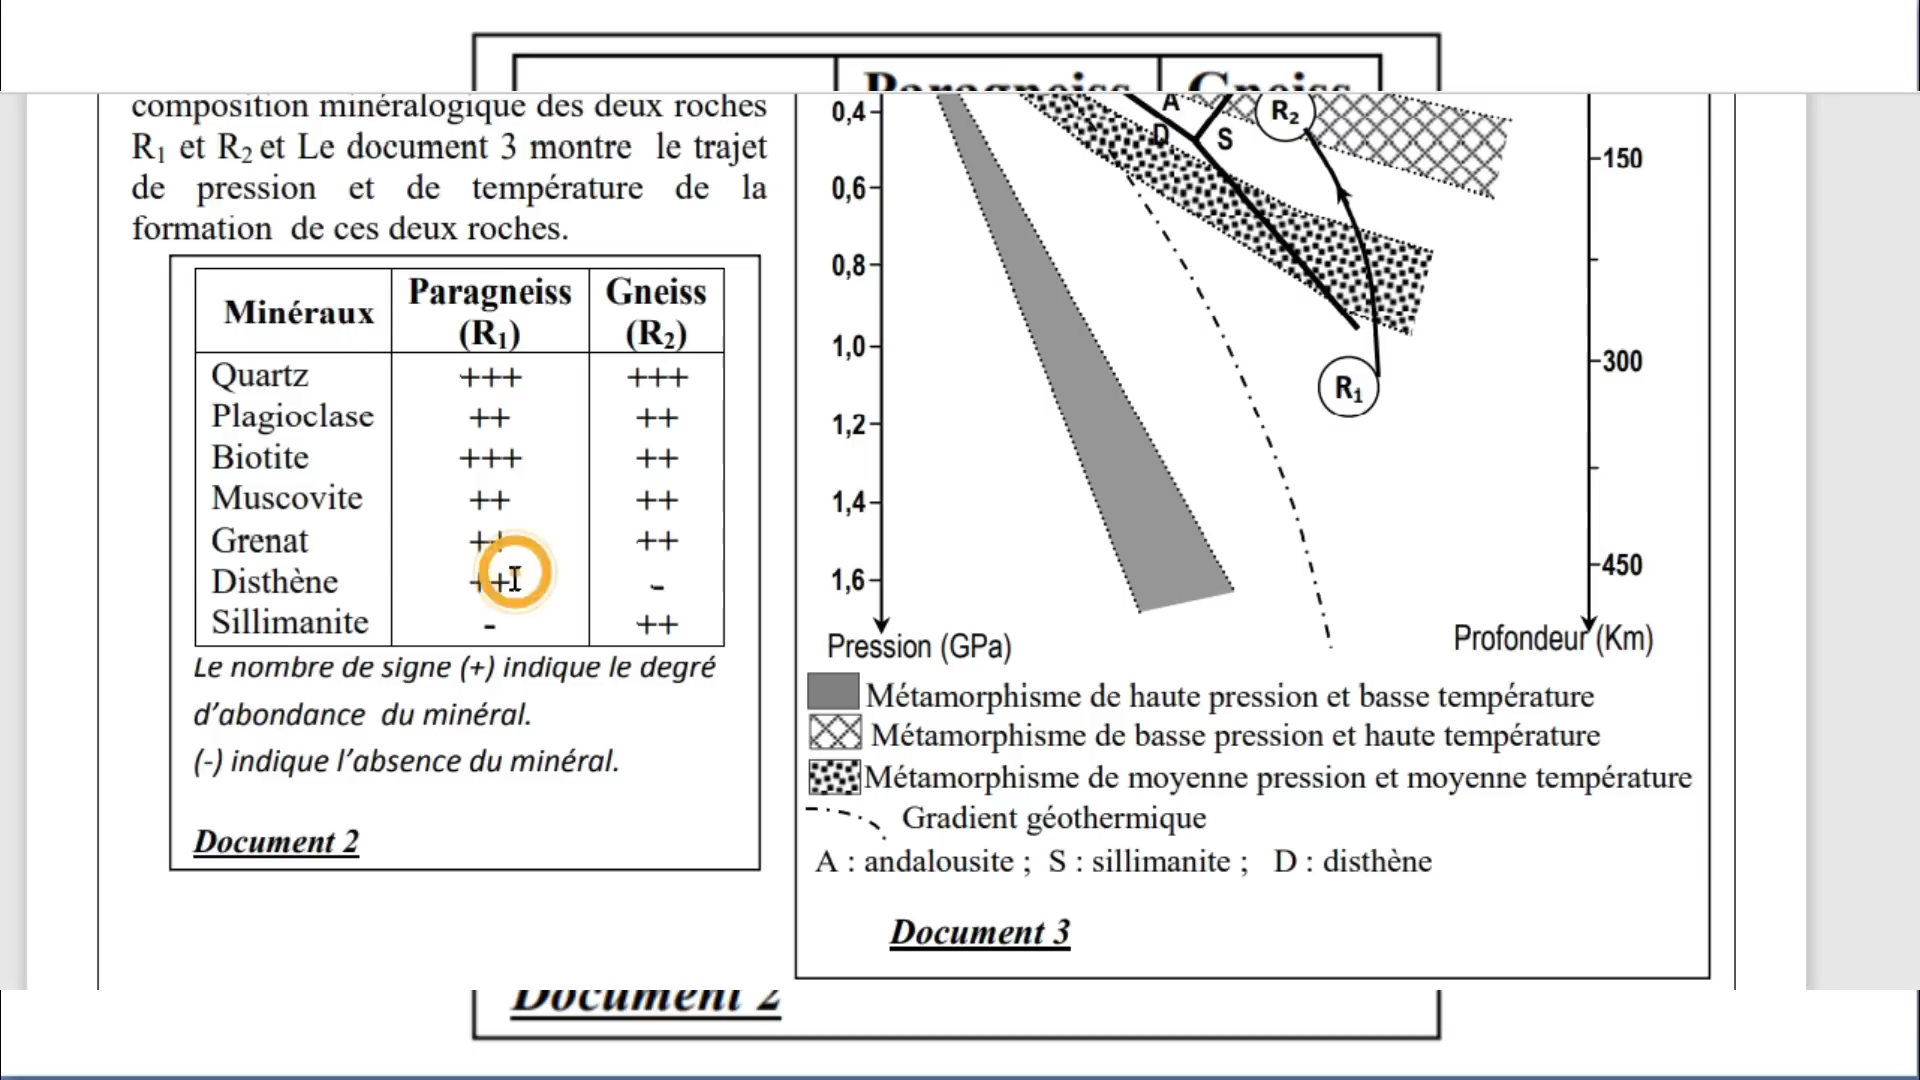 Paragneiss Gneiss
composition minéralogique des deux roches
R₁ et R₂ et Le document 3 montre le trajet
de pression et de température de la
formation de ces deux roches.
Minéraux Paragneiss (R₁) Gneiss (R₂)
Quartz +++ +++
Plagioclase ++ ++
Biotite +++ ++
Muscovite ++ ++
Grenat ++ ++
Disthène ++ -
Sillimanite - ++
Le nombre de signe (+) indique le degré
d’abondance du minéral.
(-) indique l’absence du minéral.
Document 2
0,4
0,6
0,8
1,0
1,2
1,4
1,6
Pression (GPa)
A
D
S
R₂
R₁
150
300
450
Profondeur (Km)
Métamorphisme de haute pression et basse température
Métamorphisme de basse pression et haute température
Métamorphisme de moyenne pression et moyenne température
Gradient géothermique
A : andalousite ; S : sillimanite ; D : disthène
Document 3
Document 2